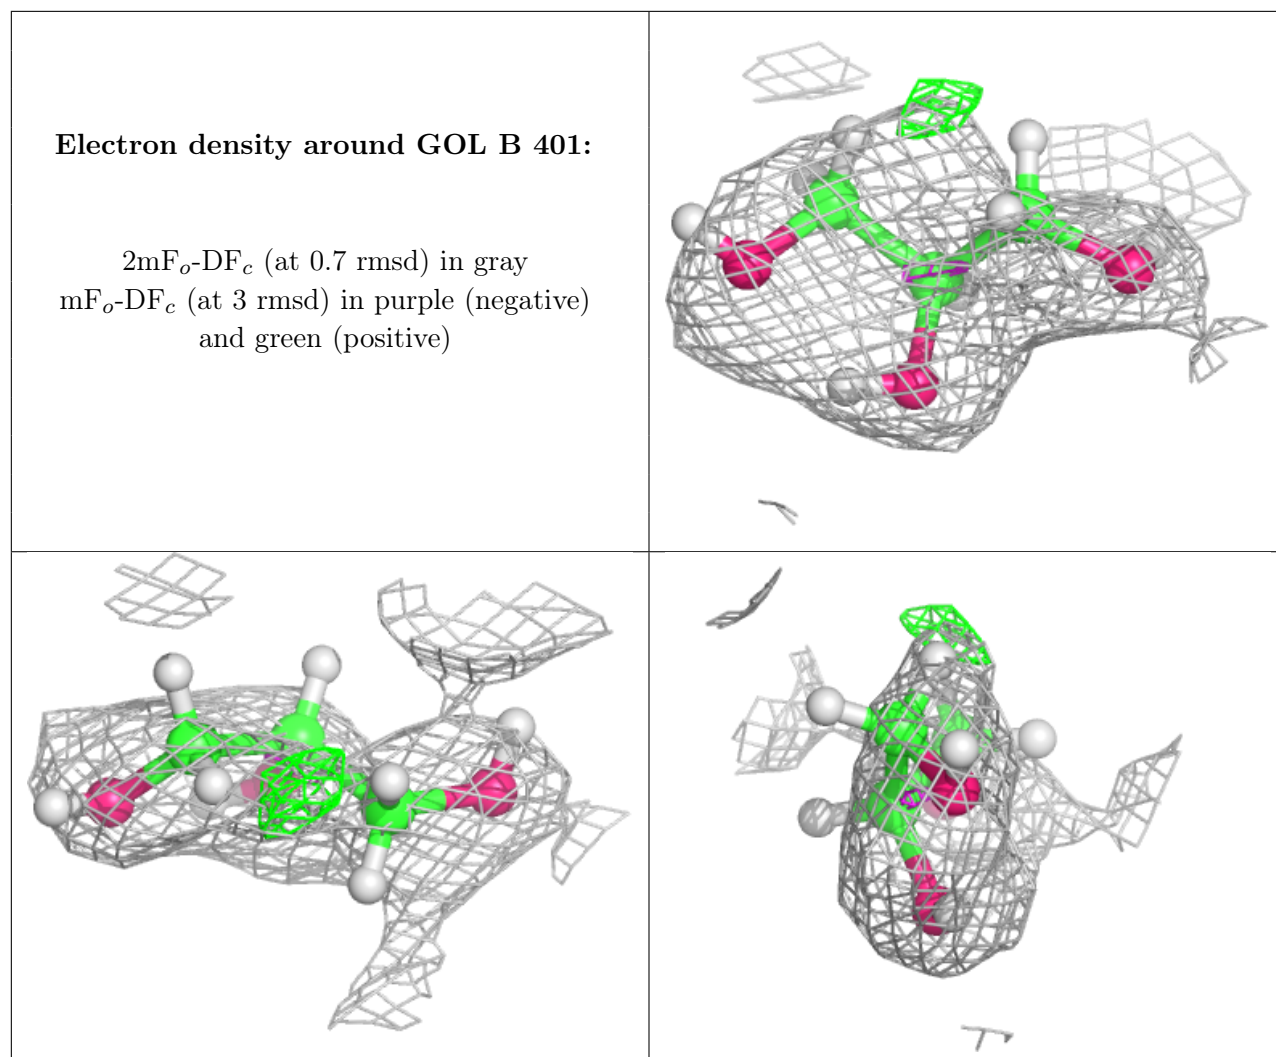 Electron density around GOL B 401:
2mFo-DFc (at 0.7 rmsd) in gray
mFo-DFc (at 3 rmsd) in purple (negative)
and green (positive)